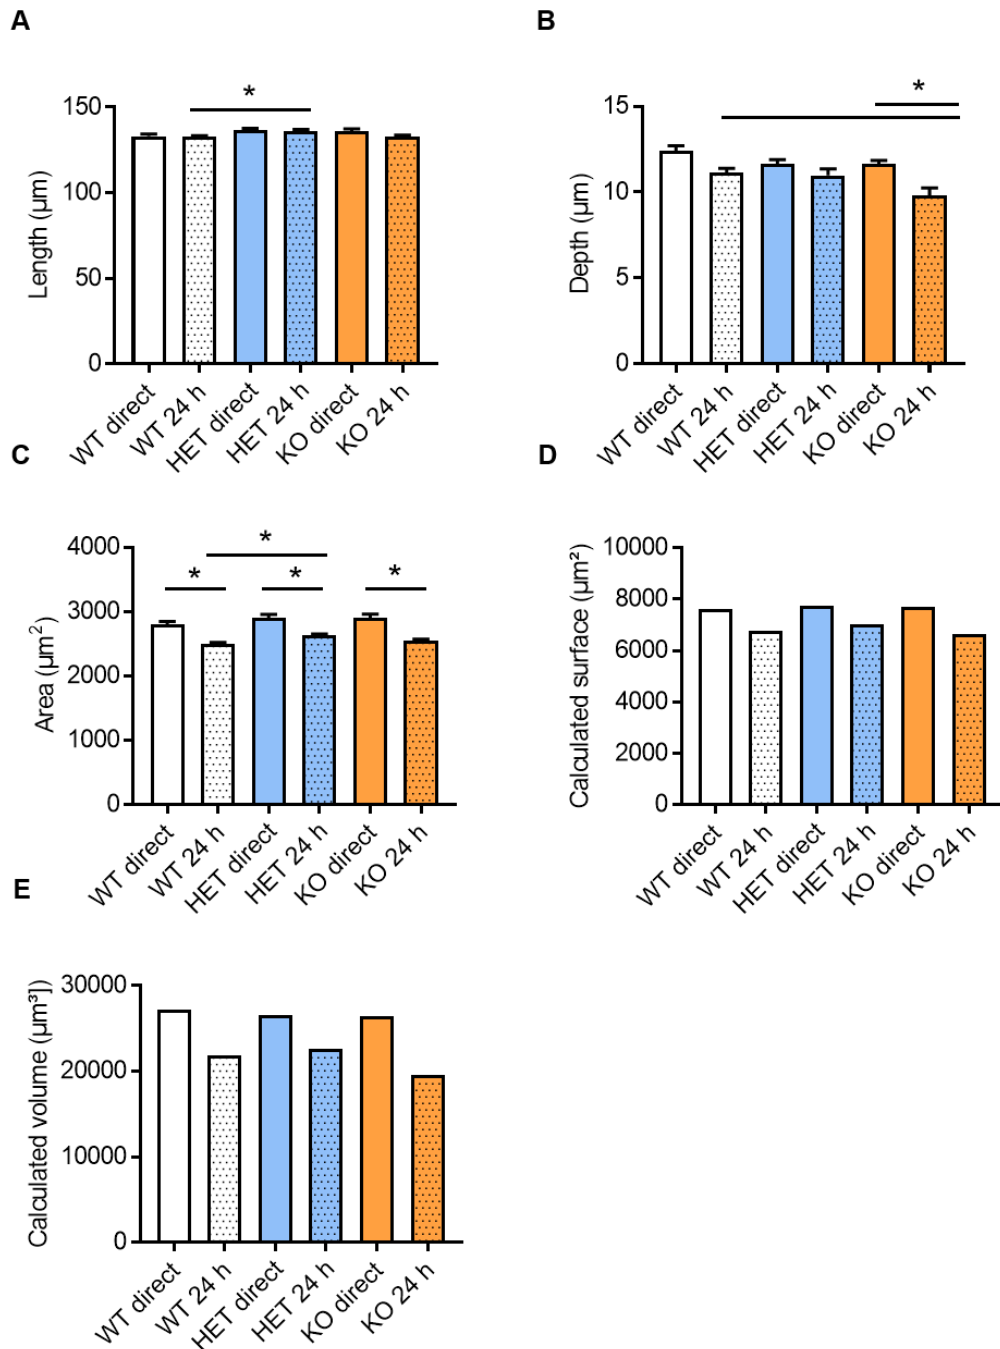 A
B
*
*
150
100
50
0
Length (µm)
WT direct
WT 24 h
HET direct
HET 24 h
KO direct
KO 24 h
15
10
5
0
Depth (µm)
WT direct
WT 24 h
HET direct
HET 24 h
KO direct
KO 24 h
C
D
*
*
*
*
4000
3000
2000
1000
0
Area (µm²)
WT direct
WT 24 h
HET direct
HET 24 h
KO direct
KO 24 h
10000
8000
6000
4000
2000
0
Calculated surface (µm²)
WT direct
WT 24 h
HET direct
HET 24 h
KO direct
KO 24 h
E
30000
20000
10000
0
Calculated volume (µm³])
WT direct
WT 24 h
HET direct
HET 24 h
KO direct
KO 24 h